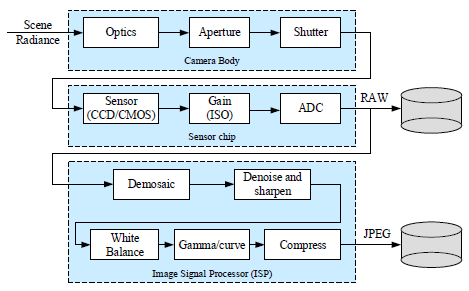 Scene
Radiance
Optics
Aperture
Shutter
Camera Body
Sensor
(CCD/CMOS)
Gain
(ISO)
ADC
RAW
Sensor chip
Demosaic
Denoise and
sharpen
White
Balance
Gamma/curve
Compress
JPEG
Image Signal Processor (ISP)